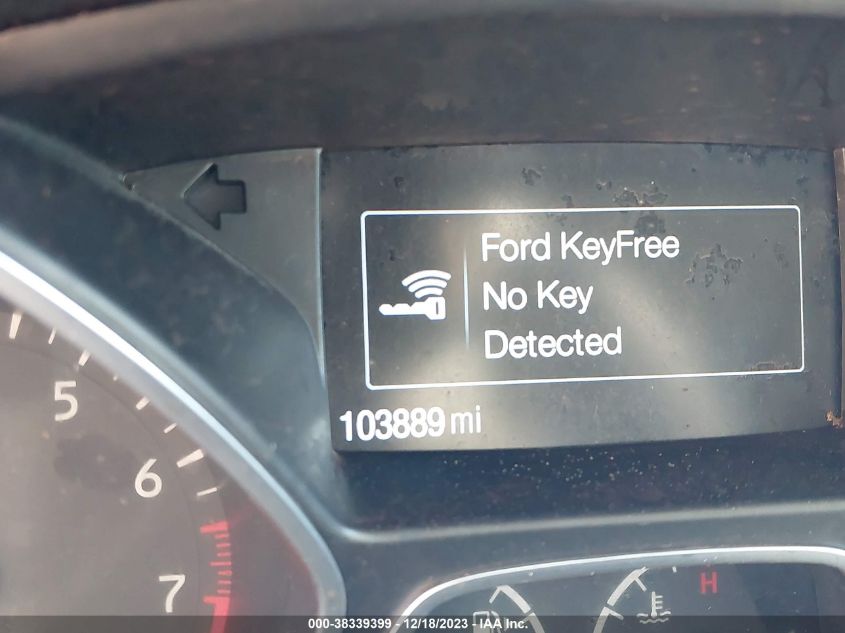 Ford KeyFree
No Key
Detected
103889 mi
5
6
7
H
000-38339399 - 12/18/2023 - IAA Inc.